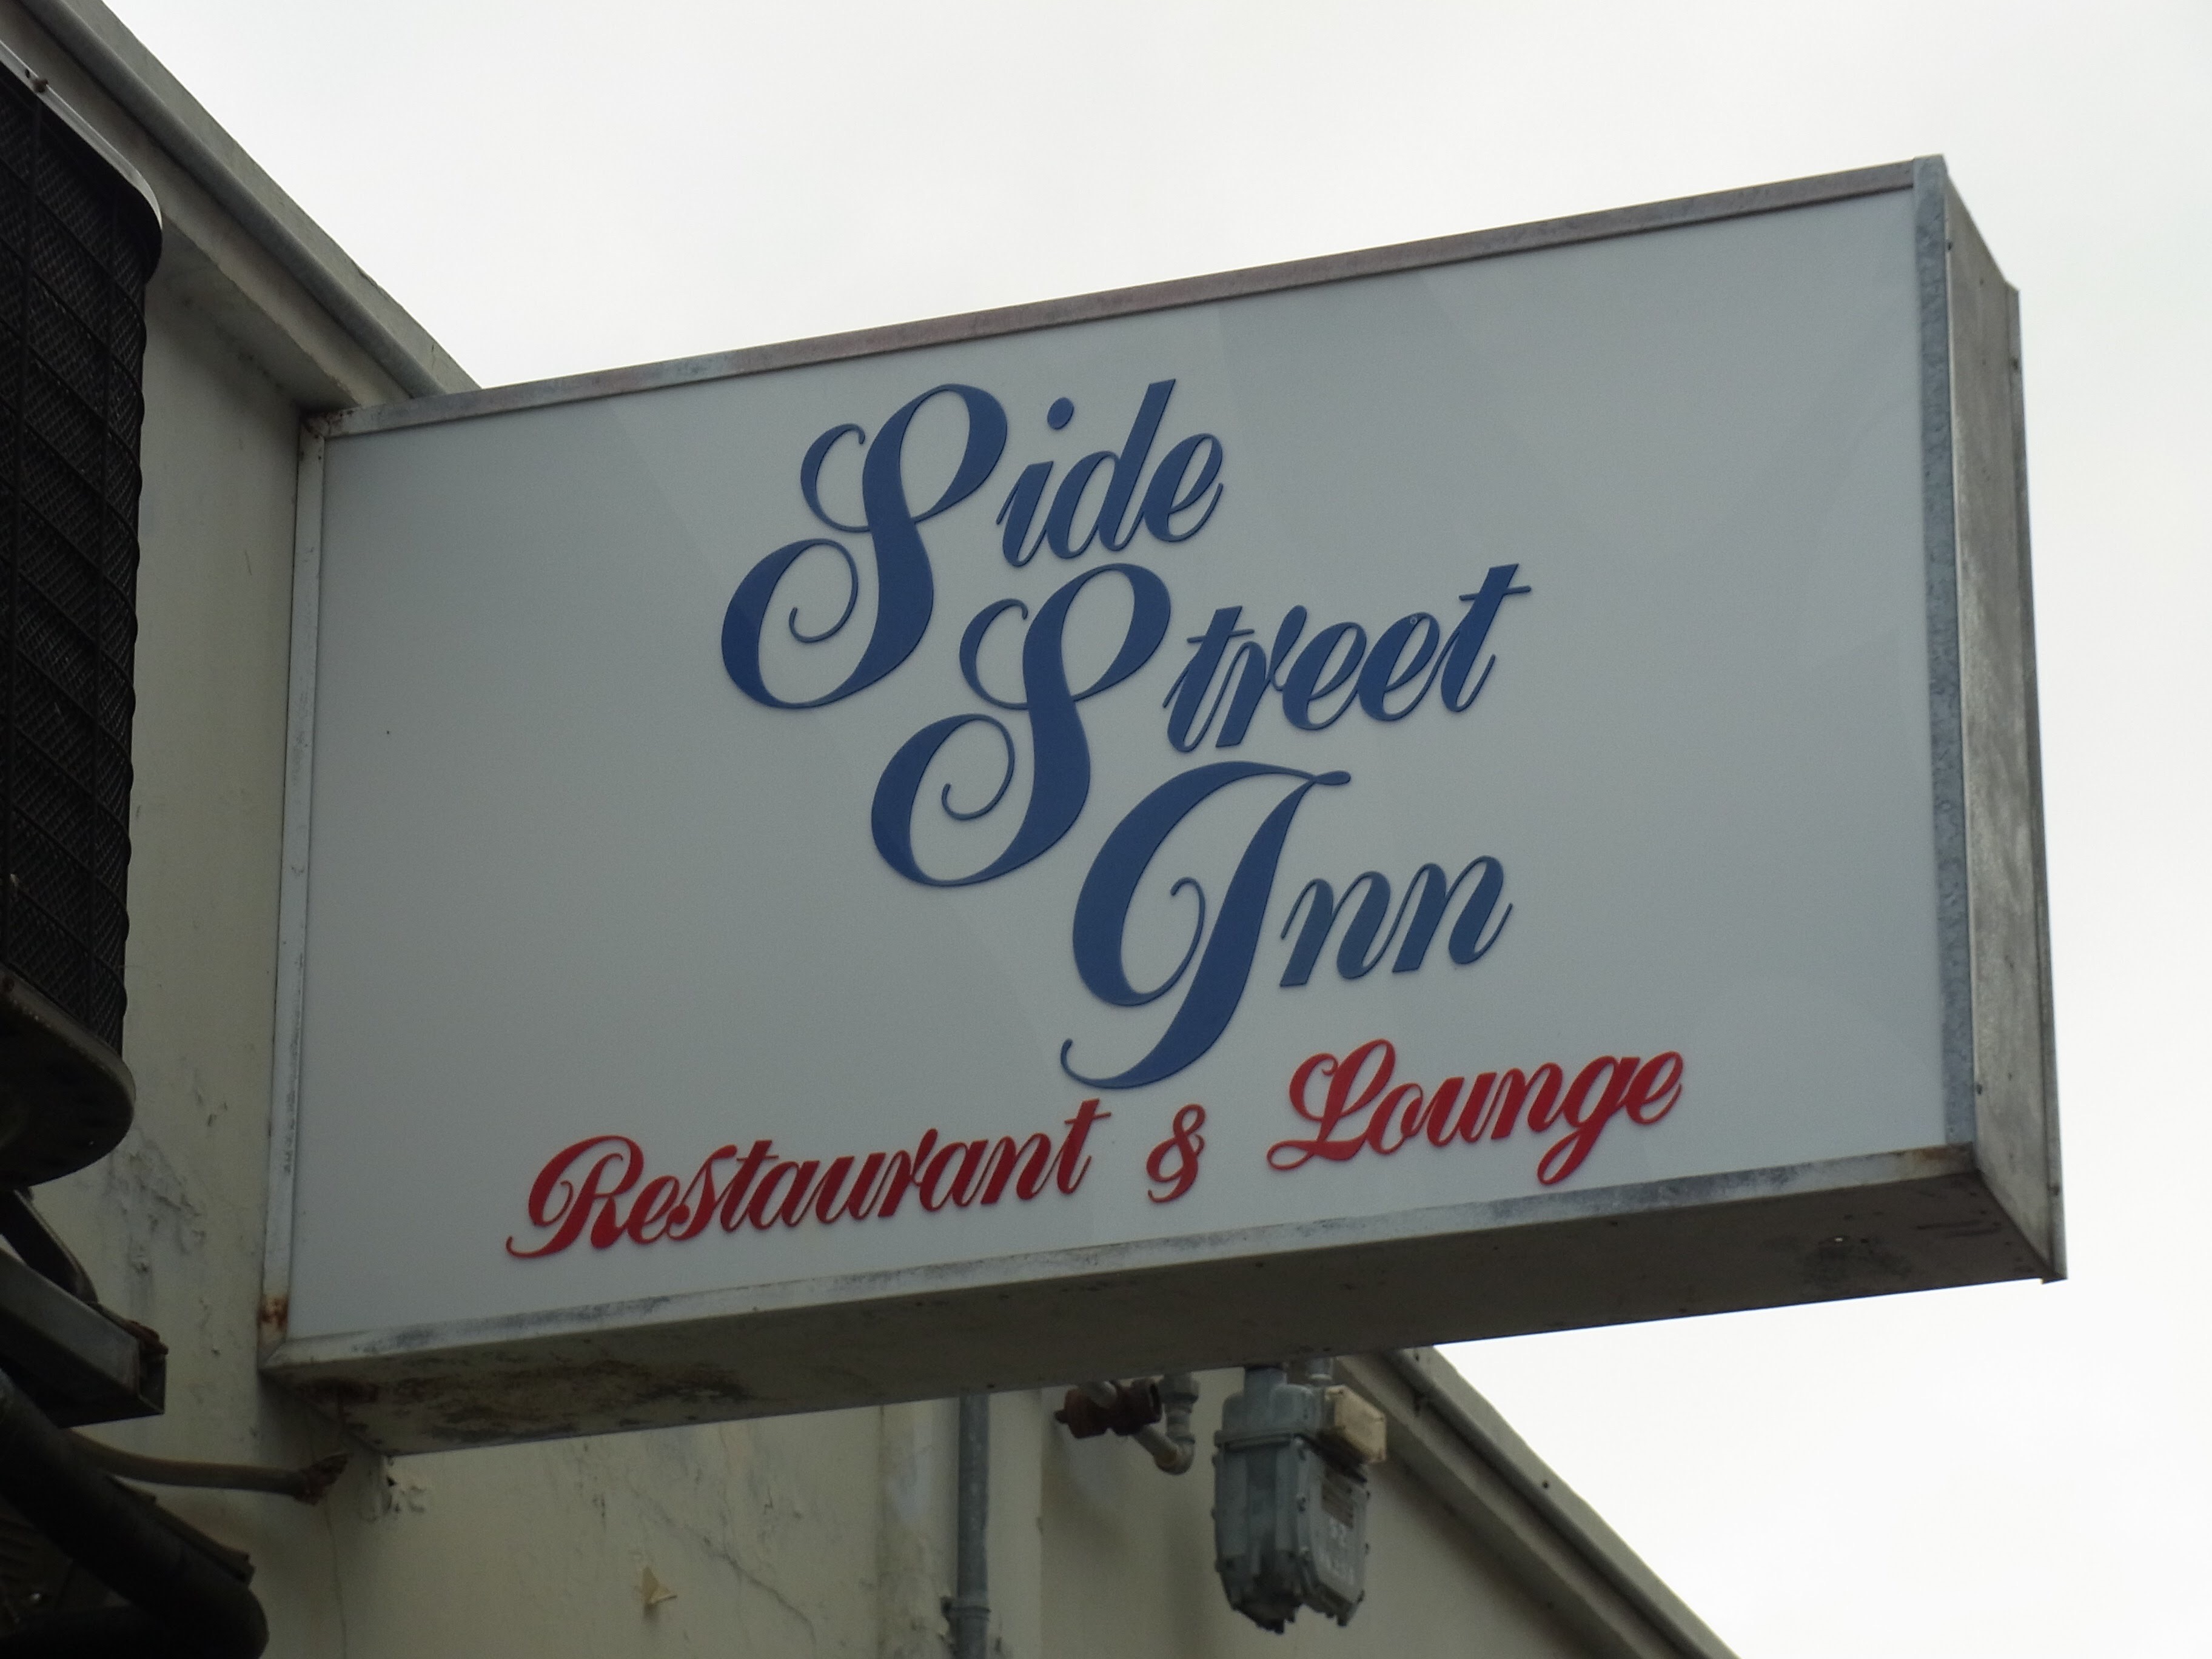 Side
Street
Inn
Restaurant & Lounge